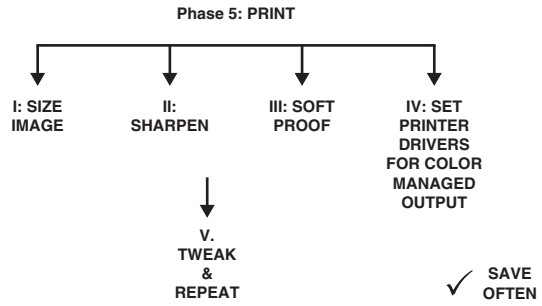 Phase 5: PRINT
I: SIZE
IMAGE
II:
SHARPEN
III: SOFT
PROOF
IV: SET
PRINTER
DRIVERS
FOR COLOR
MANAGED
OUTPUT
V.
TWEAK
&
REPEAT
SAVE
OFTEN